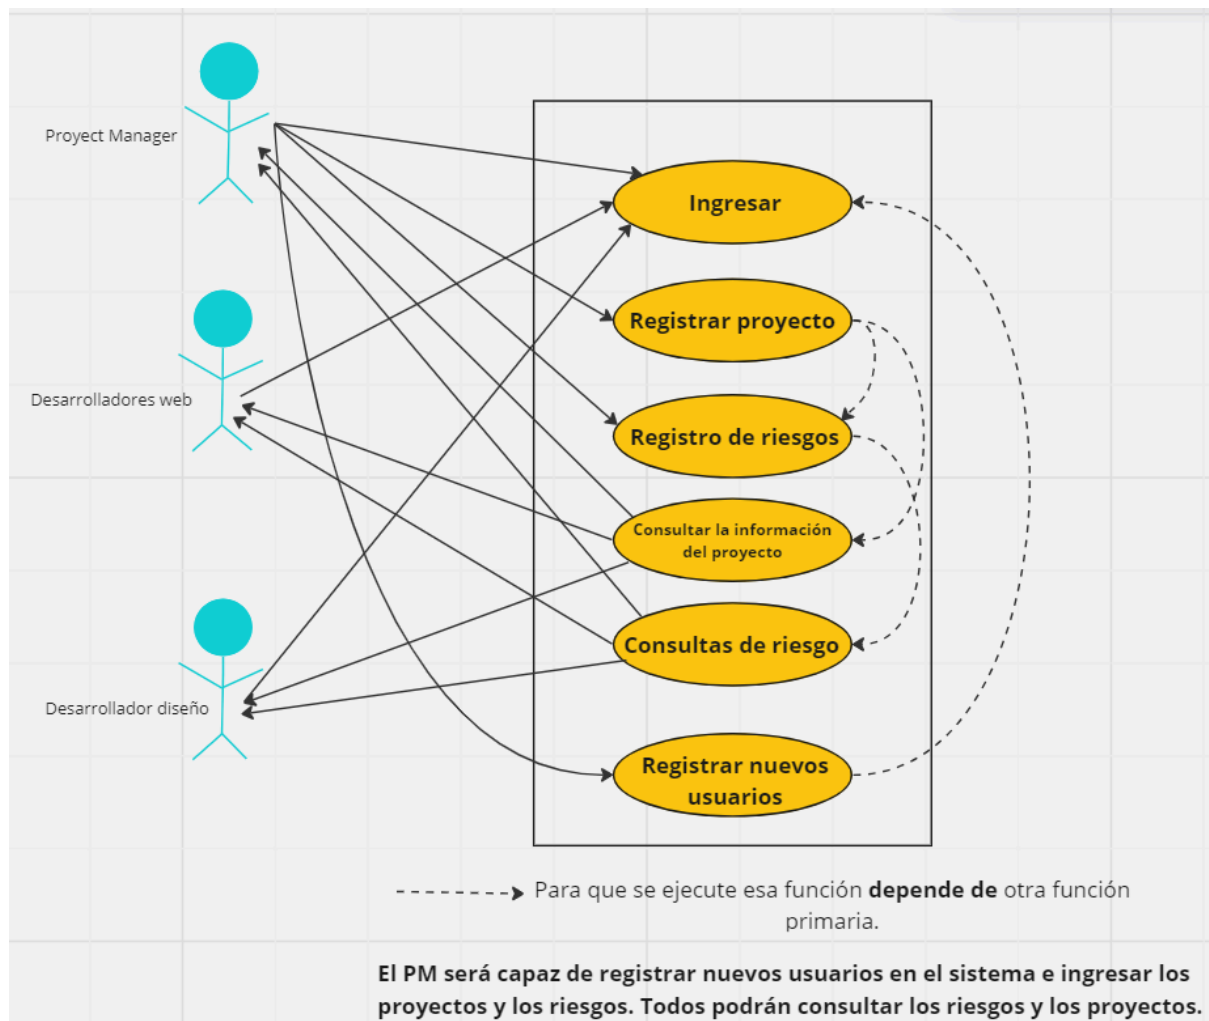 Proyect Manager
Ingresar
Registrar proyecto
Desarrolladores web
Registro de riesgos
Consultar la información
del proyecto
Consultas de riesgo
Desarrollador diseño
Registrar nuevos
usuarios
Para que se ejecute esa función depende de otra función
primaria.
El PM será capaz de registrar nuevos usuarios en el sistema e ingresar los
proyectos y los riesgos. Todos podrán consultar los riesgos y los proyectos.